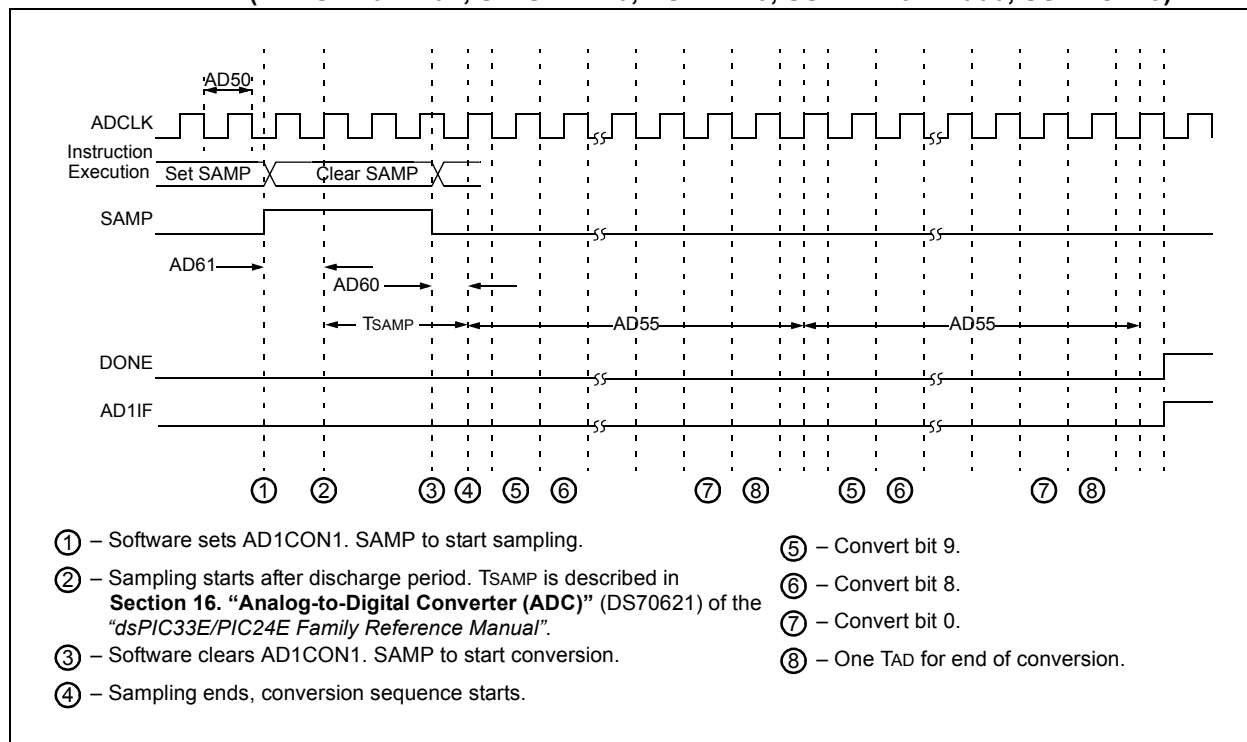 AD50
ADCLK
Instruction
Execution Set SAMP Clear SAMP
SAMP
AD61
AD60
TSAMP AD55 AD55
DONE
AD1IF
1 2 3 4 5 6 7 8 5 6 7 8
1 – Software sets AD1CON1. SAMP to start sampling.
2 – Sampling starts after discharge period. TSAMP is described in
Section 16. “Analog-to-Digital Converter (ADC)” (DS70621) of the
“dsPIC33E/PIC24E Family Reference Manual”.
3 – Software clears AD1CON1. SAMP to start conversion.
4 – Sampling ends, conversion sequence starts.
5 – Convert bit 9.
6 – Convert bit 8.
7 – Convert bit 0.
8 – One TAD for end of conversion.